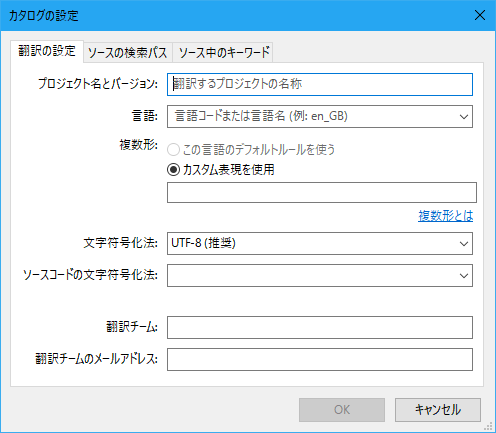 カタログの設定
翻訳の設定 ソースの検索パス ソース中のキーワード
プロジェクト名とバージョン: 翻訳するプロジェクトの名称
言語: 言語コードまたは言語名 (例: en_GB)
複数形: この言語のデフォルトルールを使う
カスタム表現を使用
複数形とは
文字符号化法: UTF-8 (推奨)
ソースコードの文字符号化法:
翻訳チーム:
翻訳チームのメールアドレス:
OK キャンセル